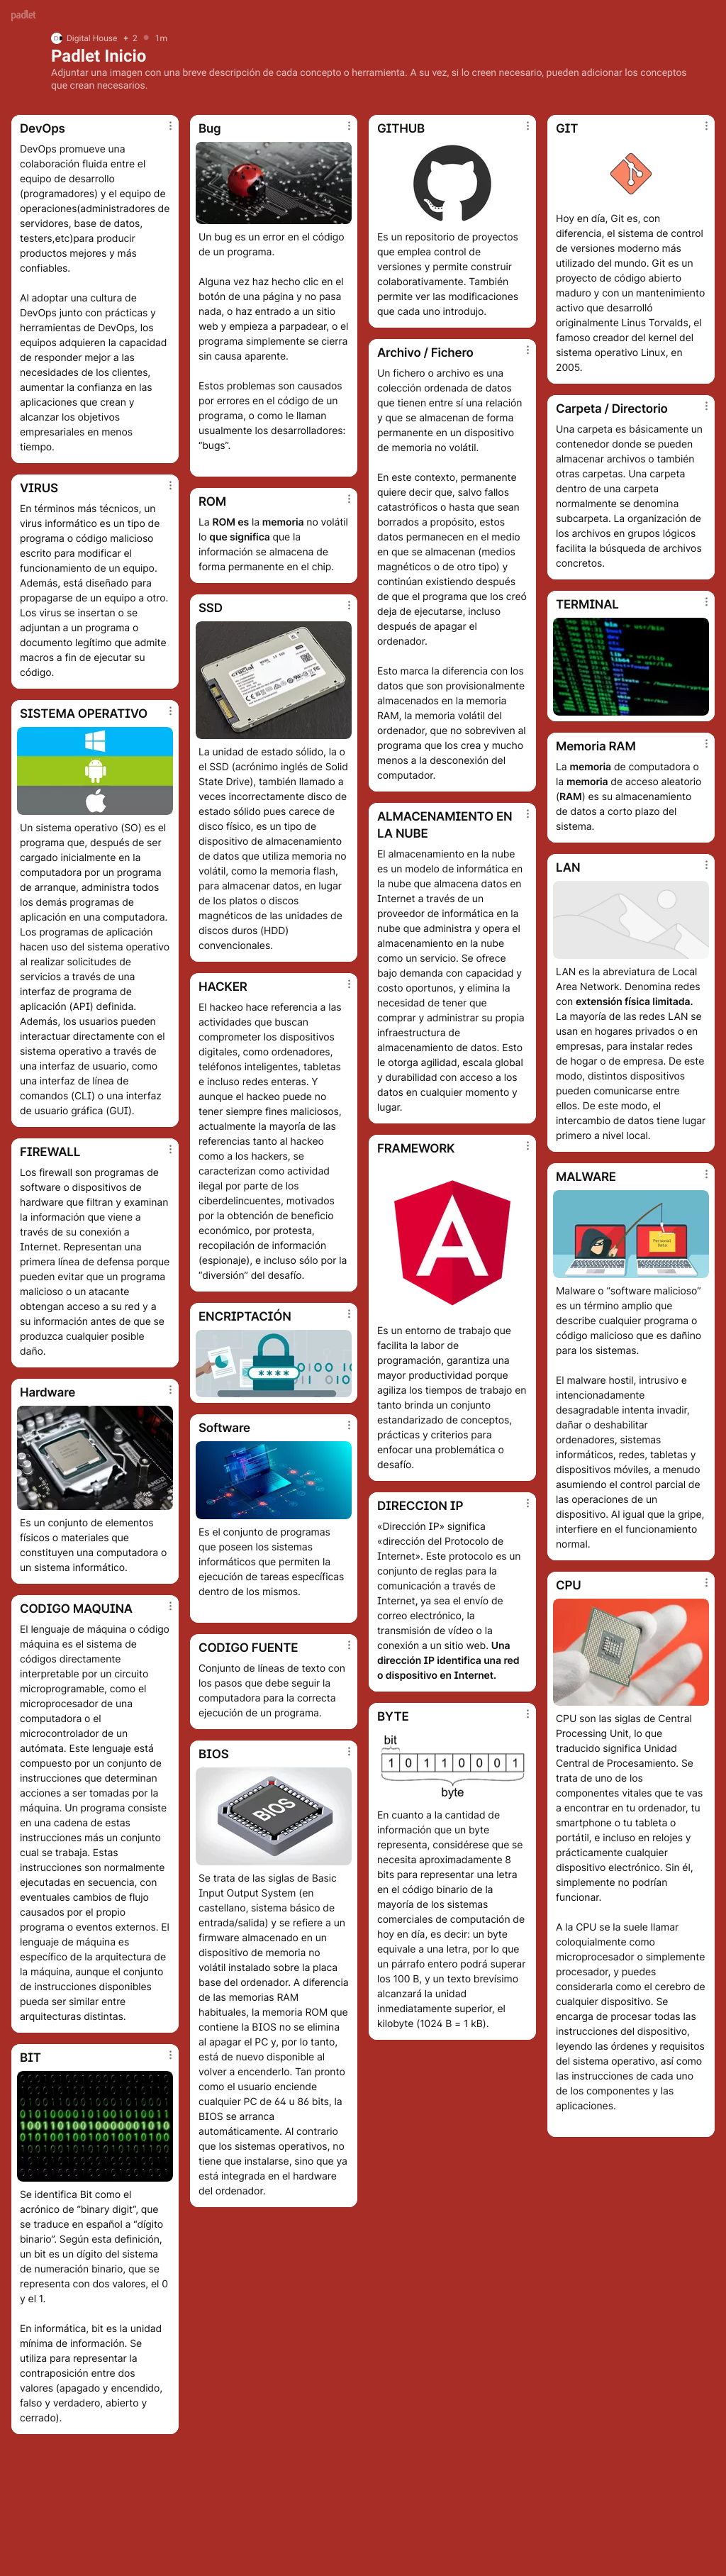 padlet
Digital House + 2 1m
Padlet Inicio
Adjuntar una imagen con una breve descripción de cada concepto o herramienta. A su vez, si lo creen necesario, pueden adicionar los conceptos
que crean necesarios.
DevOps
DevOps promueve una
colaboración fluida entre el
equipo de desarrollo
(programadores) y el equipo de
operaciones(administradores de
servidores, base de datos,
testers,etc)para producir
productos mejores y más
confiables.
Al adoptar una cultura de
DevOps junto con prácticas y
herramientas de DevOps, los
equipos adquieren la capacidad
de responder mejor a las
necesidades de los clientes,
aumentar la confianza en las
aplicaciones que crean y
alcanzar los objetivos
empresariales en menos
tiempo.
VIRUS
En términos más técnicos, un
virus informático es un tipo de
programa o código malicioso
escrito para modificar el
funcionamiento de un equipo.
Además, está diseñado para
propagarse de un equipo a otro.
Los virus se insertan o se
adjuntan a un programa o
documento legítimo que admite
macros a fin de ejecutar su
código.
SISTEMA OPERATIVO
Un sistema operativo (SO) es el
programa que, después de ser
cargado inicialmente en la
computadora por un programa
de arranque, administra todos
los demás programas de
aplicación en una computadora.
Los programas de aplicación
hacen uso del sistema operativo
al realizar solicitudes de
servicios a través de una
interfaz de programa de
aplicación (API) definida.
Además, los usuarios pueden
interactuar directamente con el
sistema operativo a través de
una interfaz de usuario, como
una interfaz de línea de
comandos (CLI) o una interfaz
de usuario gráfica (GUI).
FIREWALL
Los firewall son programas de
software o dispositivos de
hardware que filtran y examinan
la información que viene a
través de su conexión a
Internet. Representan una
primera línea de defensa porque
pueden evitar que un programa
malicioso o un atacante
obtengan acceso a su red y a
su información antes de que se
produzca cualquier posible
daño.
Hardware
Es un conjunto de elementos
físicos o materiales que
constituyen una computadora o
un sistema informático.
CODIGO MAQUINA
El lenguaje de máquina o código
máquina es el sistema de
códigos directamente
interpretable por un circuito
microprogramable, como el
microprocesador de una
computadora o el
microcontrolador de un
autómata. Este lenguaje está
compuesto por un conjunto de
instrucciones que determinan
acciones a ser tomadas por la
máquina. Un programa consiste
en una cadena de estas
instrucciones más un conjunto
cual se trabaja. Estas
instrucciones son normalmente
ejecutadas en secuencia, con
eventuales cambios de flujo
causados por el propio
programa o eventos externos. El
lenguaje de máquina es
específico de la arquitectura de
la máquina, aunque el conjunto
de instrucciones disponibles
pueda ser similar entre
arquitecturas distintas.
BIT
Se identifica Bit como el
acrónico de “binary digit”, que
se traduce en español a “dígito
binario”. Según esta definición,
un bit es un dígito del sistema
de numeración binario, que se
representa con dos valores, el 0
y el 1.
En informática, bit es la unidad
mínima de información. Se
utiliza para representar la
contraposición entre dos
valores (apagado y encendido,
falso y verdadero, abierto y
cerrado).
Bug
Un bug es un error en el código
de un programa.
Alguna vez haz hecho clic en el
botón de una página y no pasa
nada, o haz entrado a un sitio
web y empieza a parpadear, o el
programa simplemente se cierra
sin causa aparente.
Estos problemas son causados
por errores en el código de un
programa, o como le llaman
usualmente los desarrolladores:
“bugs”.
ROM
La ROM es la memoria no volátil
lo que significa que la
información se almacena de
forma permanente en el chip.
SSD
crucial
La unidad de estado sólido, la o
el SSD (acrónimo inglés de Solid
State Drive), también llamado a
veces incorrectamente disco de
estado sólido pues carece de
disco físico, es un tipo de
dispositivo de almacenamiento
de datos que utiliza memoria no
volátil, como la memoria flash,
para almacenar datos, en lugar
de los platos o discos
magnéticos de las unidades de
discos duros (HDD)
convencionales.
HACKER
El hackeo hace referencia a las
actividades que buscan
comprometer los dispositivos
digitales, como ordenadores,
teléfonos inteligentes, tabletas
e incluso redes enteras. Y
aunque el hackeo puede no
tener siempre fines maliciosos,
actualmente la mayoría de las
referencias tanto al hackeo
como a los hackers, se
caracterizan como actividad
ilegal por parte de los
ciberdelincuentes, motivados
por la obtención de beneficio
económico, por protesta,
recopilación de información
(espionaje), e incluso sólo por la
“diversión” del desafío.
ENCRIPTACIÓN
****
Software
Es el conjunto de programas
que poseen los sistemas
informáticos que permiten la
ejecución de tareas específicas
dentro de los mismos.
CODIGO FUENTE
Conjunto de líneas de texto con
los pasos que debe seguir la
computadora para la correcta
ejecución de un programa.
BIOS
BIOS
Se trata de las siglas de Basic
Input Output System (en
castellano, sistema básico de
entrada/salida) y se refiere a un
firmware almacenado en un
dispositivo de memoria no
volátil instalado sobre la placa
base del ordenador. A diferencia
de las memorias RAM
habituales, la memoria ROM que
contiene la BIOS no se elimina
al apagar el PC y, por lo tanto,
está de nuevo disponible al
volver a encenderlo. Tan pronto
como el usuario enciende
cualquier PC de 64 u 86 bits, la
BIOS se arranca
automáticamente. Al contrario
que los sistemas operativos, no
tiene que instalarse, sino que ya
está integrada en el hardware
del ordenador.
GITHUB
Es un repositorio de proyectos
que emplea control de
versiones y permite construir
colaborativamente. También
permite ver las modificaciones
que cada uno introdujo.
Archivo / Fichero
Un fichero o archivo es una
colección ordenada de datos
que tienen entre sí una relación
y que se almacenan de forma
permanente en un dispositivo
de memoria no volátil.
En este contexto, permanente
quiere decir que, salvo fallos
catastróficos o hasta que sean
borrados a propósito, estos
datos permanecen en el medio
en que se almacenan (medios
magnéticos o de otro tipo) y
continúan existiendo después
de que el programa que los creó
deja de ejecutarse, incluso
después de apagar el
ordenador.
Esto marca la diferencia con los
datos que son provisionalmente
almacenados en la memoria
RAM, la memoria volátil del
ordenador, que no sobreviven al
programa que los crea y mucho
menos a la desconexión del
computador.
ALMACENAMIENTO EN
LA NUBE
El almacenamiento en la nube
es un modelo de informática en
la nube que almacena datos en
Internet a través de un
proveedor de informática en la
nube que administra y opera el
almacenamiento en la nube
como un servicio. Se ofrece
bajo demanda con capacidad y
costo oportunos, y elimina la
necesidad de tener que
comprar y administrar su propia
infraestructura de
almacenamiento de datos. Esto
le otorga agilidad, escala global
y durabilidad con acceso a los
datos en cualquier momento y
lugar.
FRAMEWORK
A
Es un entorno de trabajo que
facilita la labor de
programación, garantiza una
mayor productividad porque
agiliza los tiempos de trabajo en
tanto brinda un conjunto
estandarizado de conceptos,
prácticas y criterios para
enfocar una problemática o
desafío.
DIRECCION IP
«Dirección IP» significa
«dirección del Protocolo de
Internet». Este protocolo es un
conjunto de reglas para la
comunicación a través de
Internet, ya sea el envío de
correo electrónico, la
transmisión de vídeo o la
conexión a un sitio web. Una
dirección IP identifica una red
o dispositivo en Internet.
BYTE
bit
1 0 1 1 0 0 0 1
byte
En cuanto a la cantidad de
información que un byte
representa, considérese que se
necesita aproximadamente 8
bits para representar una letra
en el código binario de la
mayoría de los sistemas
comerciales de computación de
hoy en día, es decir: un byte
equivale a una letra, por lo que
un párrafo entero podrá superar
los 100 B, y un texto brevísimo
alcanzará la unidad
inmediatamente superior, el
kilobyte (1024 B = 1 kB).
GIT
Hoy en día, Git es, con
diferencia, el sistema de control
de versiones moderno más
utilizado del mundo. Git es un
proyecto de código abierto
maduro y con un mantenimiento
activo que desarrolló
originalmente Linus Torvalds, el
famoso creador del kernel del
sistema operativo Linux, en
2005.
Carpeta / Directorio
Una carpeta es básicamente un
contenedor donde se pueden
almacenar archivos o también
otras carpetas. Una carpeta
dentro de una carpeta
normalmente se denomina
subcarpeta. La organización de
los archivos en grupos lógicos
facilita la búsqueda de archivos
concretos.
TERMINAL
Memoria RAM
La memoria de computadora o
la memoria de acceso aleatorio
(RAM) es su almacenamiento
de datos a corto plazo del
sistema.
LAN
LAN es la abreviatura de Local
Area Network. Denomina redes
con extensión física limitada.
La mayoría de las redes LAN se
usan en hogares privados o en
empresas, para instalar redes
de hogar o de empresa. De este
modo, distintos dispositivos
pueden comunicarse entre
ellos. De este modo, el
intercambio de datos tiene lugar
primero a nivel local.
MALWARE
Personal
Data
Malware o “software malicioso”
es un término amplio que
describe cualquier programa o
código malicioso que es dañino
para los sistemas.
El malware hostil, intrusivo e
intencionadamente
desagradable intenta invadir,
dañar o deshabilitar
ordenadores, sistemas
informáticos, redes, tabletas y
dispositivos móviles, a menudo
asumiendo el control parcial de
las operaciones de un
dispositivo. Al igual que la gripe,
interfiere en el funcionamiento
normal.
CPU
CPU son las siglas de Central
Processing Unit, lo que
traducido significa Unidad
Central de Procesamiento. Se
trata de uno de los
componentes vitales que te vas
a encontrar en tu ordenador, tu
smartphone o tu tableta o
portátil, e incluso en relojes y
prácticamente cualquier
dispositivo electrónico. Sin él,
simplemente no podrían
funcionar.
A la CPU se la suele llamar
coloquialmente como
microprocesador o simplemente
procesador, y puedes
considerarla como el cerebro de
cualquier dispositivo. Se
encarga de procesar todas las
instrucciones del dispositivo,
leyendo las órdenes y requisitos
del sistema operativo, así como
las instrucciones de cada uno
de los componentes y las
aplicaciones.